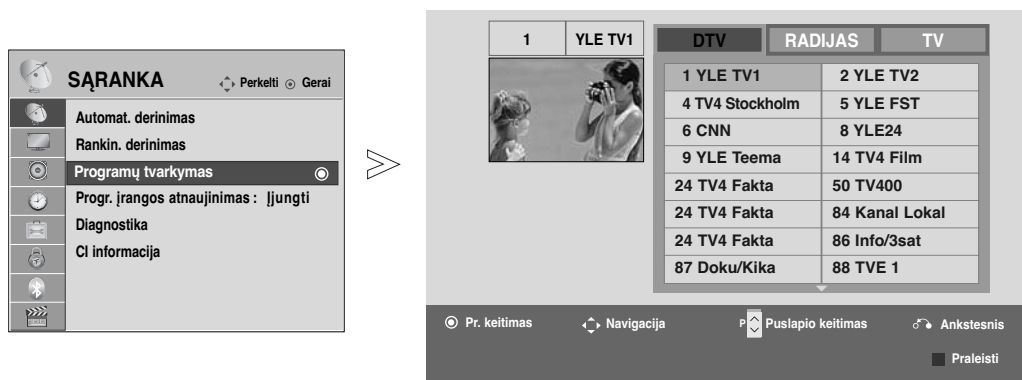 SĄRANKA Perkelti Gerai
Automat. derinimas
Rankin. derinimas
Programų tvarkymas
Progr. įrangos atnaujinimas : Įjungti
Diagnostika
CI informacija
1 YLE TV1
DTV RADIJAS TV
1 YLE TV1 2 YLE TV2
4 TV4 Stockholm 5 YLE FST
6 CNN 8 YLE24
9 YLE Teema 14 TV4 Film
24 TV4 Fakta 50 TV400
24 TV4 Fakta 84 Kanal Lokal
24 TV4 Fakta 86 Info/3sat
87 Doku/Kika 88 TVE 1
Pr. keitimas Navigacija P Puslapio keitimas Ankstesnis
Praleisti